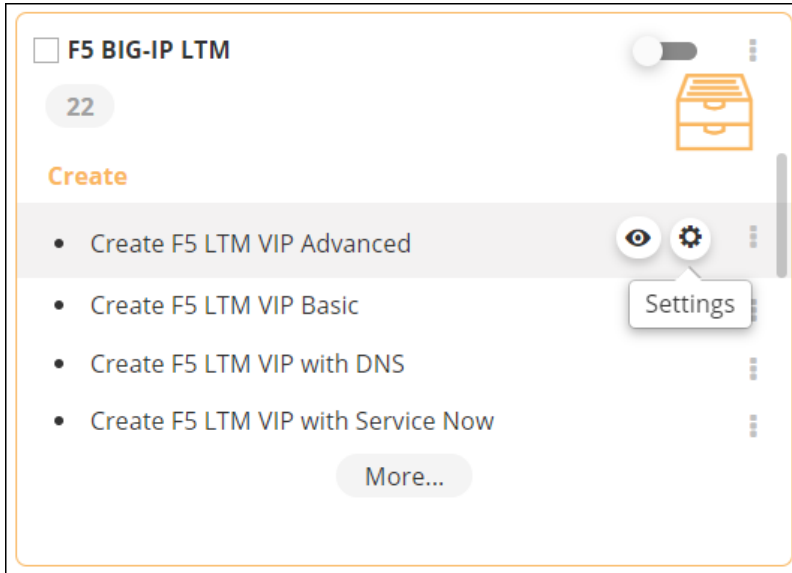 F5 BIG-IP LTM
22
Create
Create F5 LTM VIP Advanced
Settings
Create F5 LTM VIP Basic
Create F5 LTM VIP with DNS
Create F5 LTM VIP with Service Now
More...